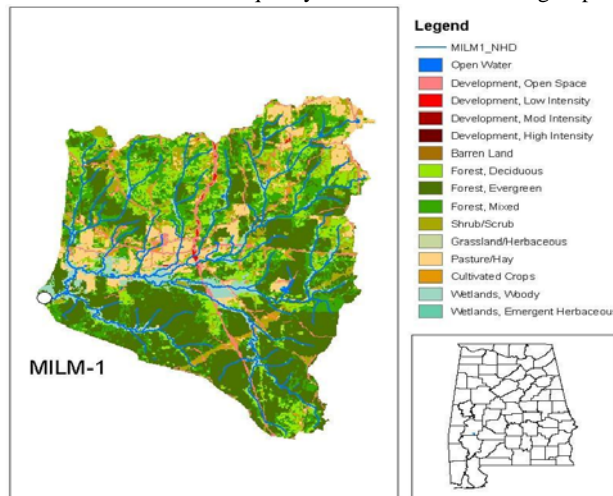 MILM-1
Legend
MILM1_NHD
Open Water
Development, Open Space
Development, Low Intensity
Development, Mod Intensity
Development, High Intensity
Barren Land
Forest, Deciduous
Forest, Evergreen
Forest, Mixed
Shrub/Scrub
Grassland/Herbaceous
Pasture/Hay
Cultivated Crops
Wetlands, Woody
Wetlands, Emergent Herbaceous